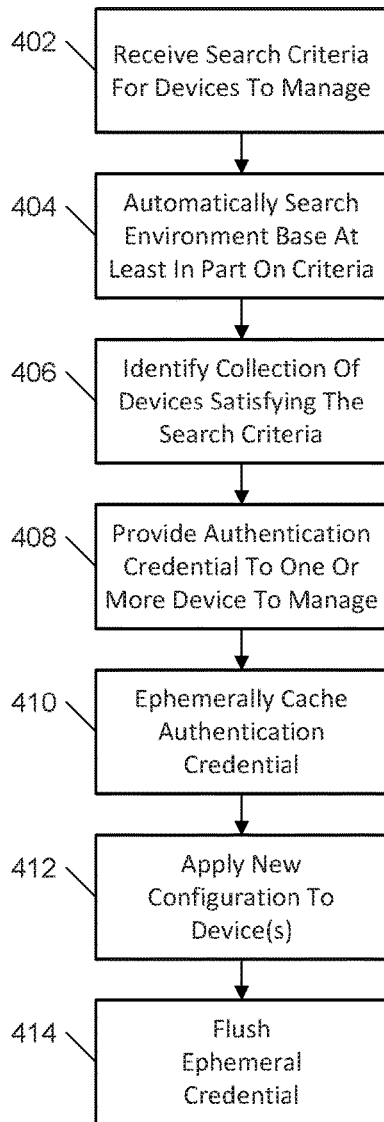 402
Receive Search Criteria
For Devices To Manage
404
Automatically Search
Environment Base At
Least In Part On Criteria
406
Identify Collection Of
Devices Satisfying The
Search Criteria
408
Provide Authentication
Credential To One Or
More Device To Manage
410
Ephemerally Cache
Authentication
Credential
412
Apply New
Configuration To
Device(s)
414
Flush
Ephemeral
Credential